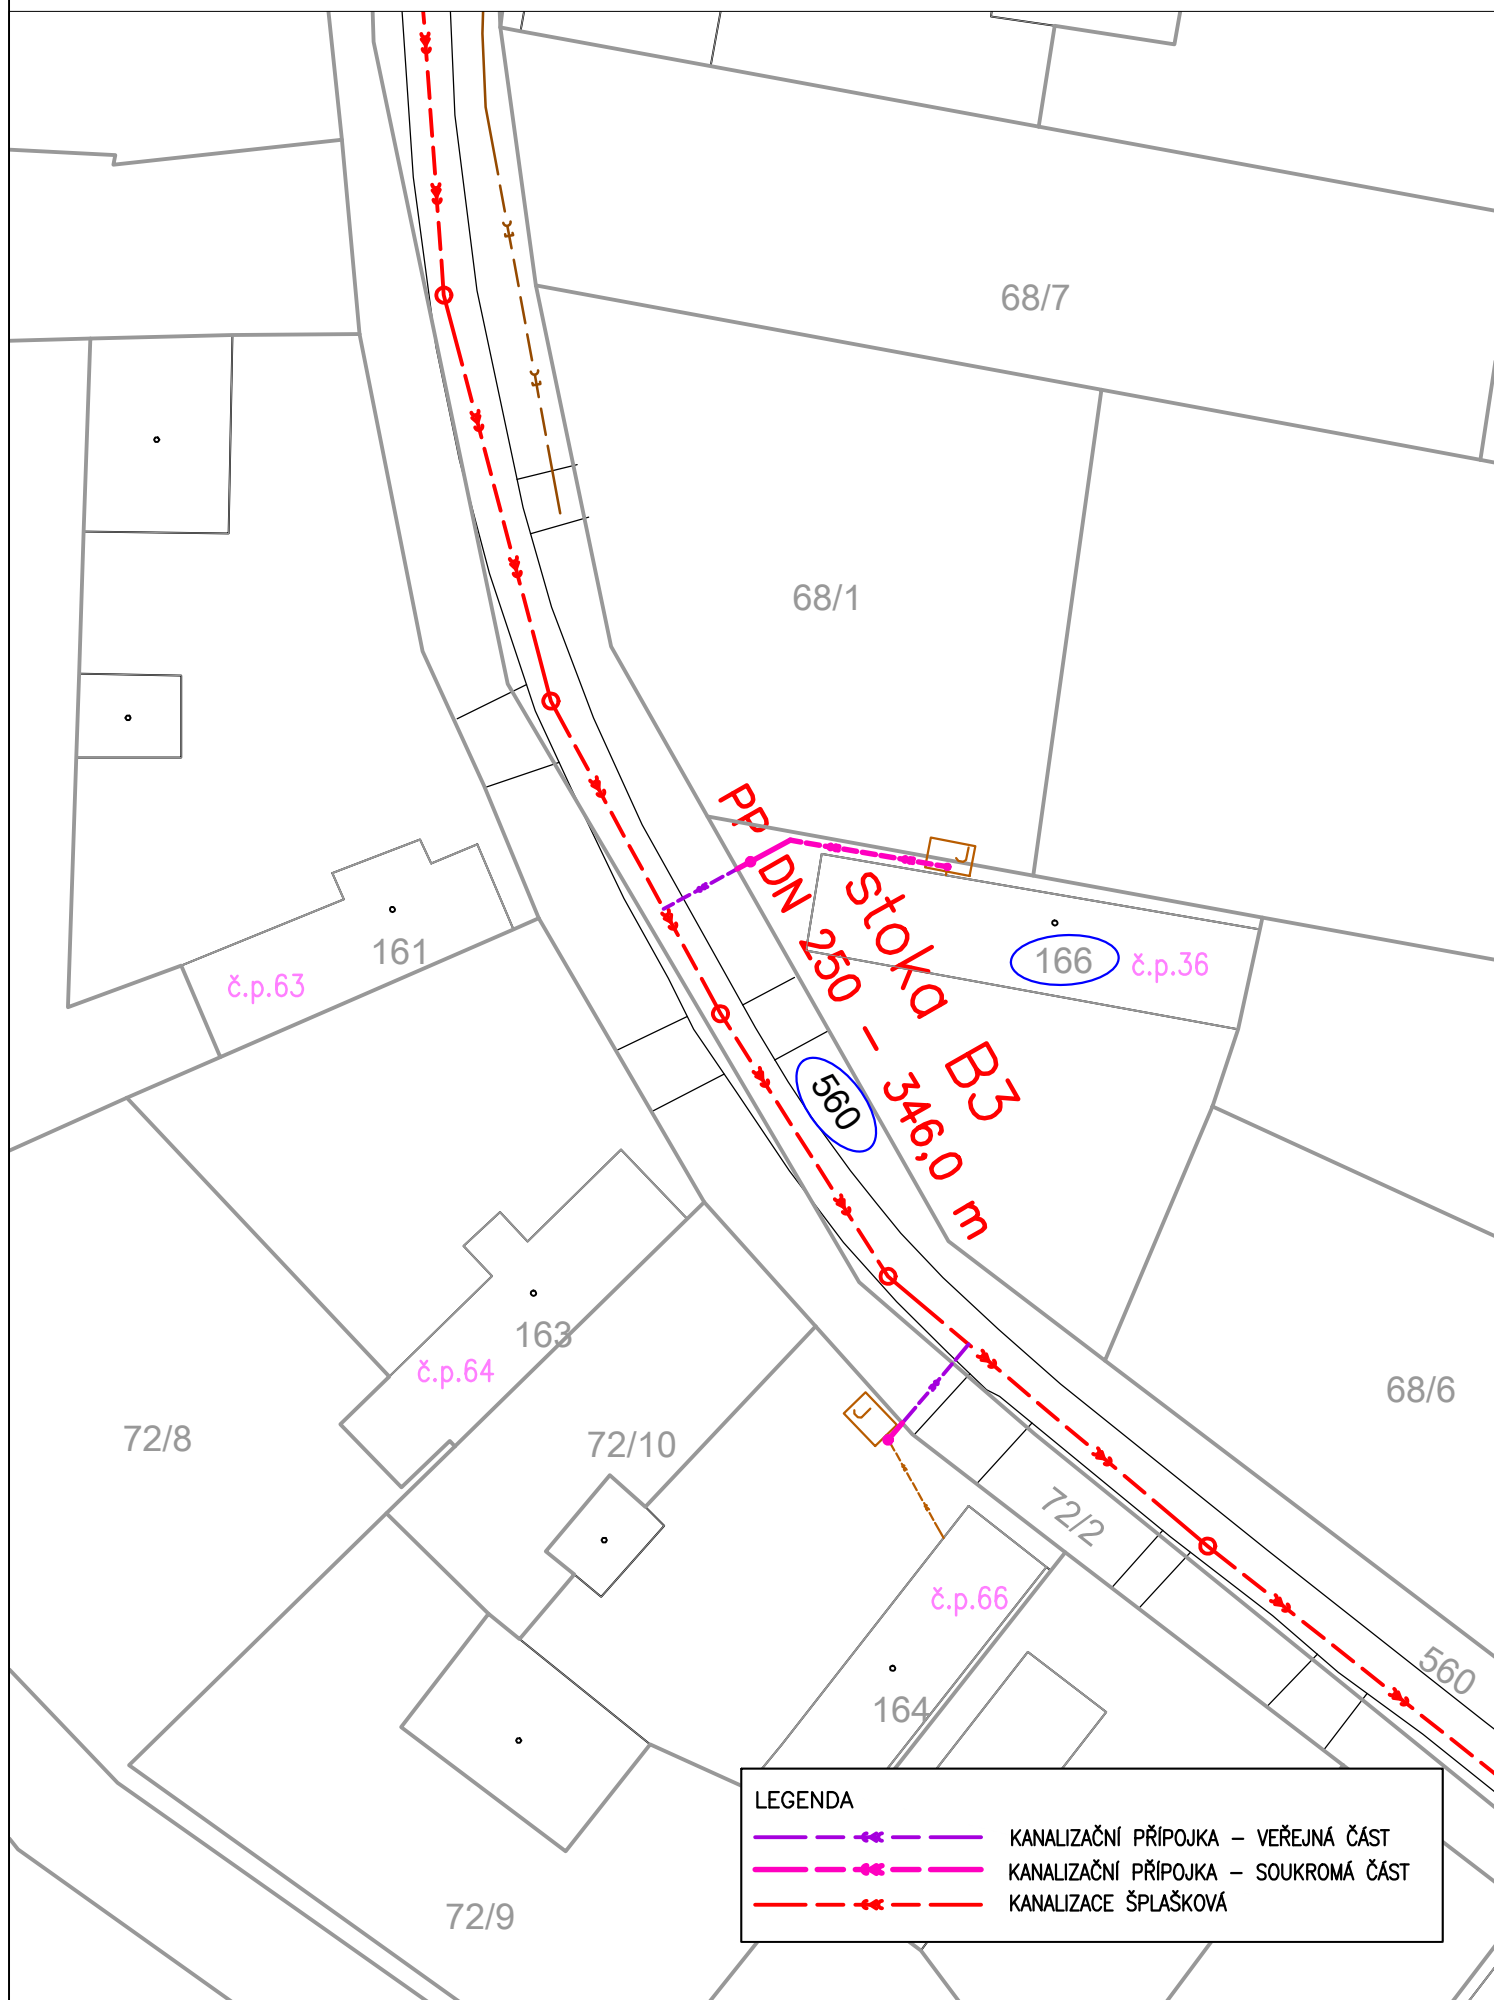 68/7
68/1
PP DN 250 - 346,0 m
stoka B3
J
166
č.p.36
161
č.p.63
560
163
č.p.64
68/6
72/8
72/10
J
72/2
č.p.66
560
164
72/9
LEGENDA
KANALIZAČNÍ PŘÍPOJKA - VEŘEJNÁ ČÁST
KANALIZAČNÍ PŘÍPOJKA - SOUKROMÁ ČÁST
KANALIZACE ŠPLAŠKOVÁ